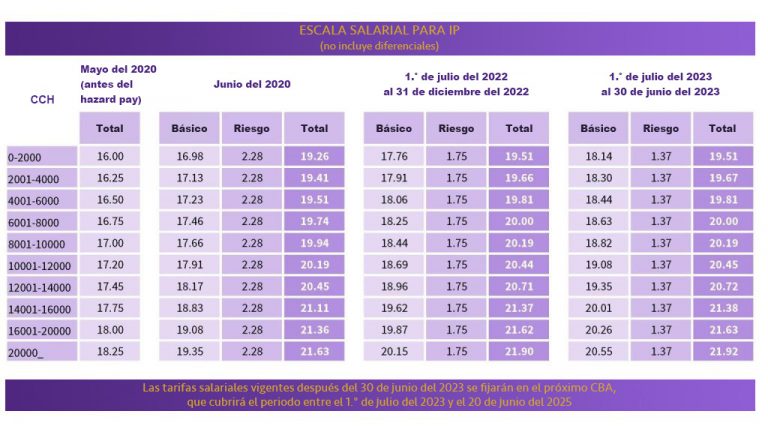 ESCALA SALARIAL PARA IP
(no incluye diferenciales)
CCH Mayo del 2020 (antes del hazard pay) Junio del 2020 1.° de julio del 2022 al 31 de diciembre del 2022 1.° de julio del 2023 al 30 de junio del 2023
Total Básico Riesgo Total Básico Riesgo Total Básico Riesgo Total
0-2000 16.00 16.98 2.28 19.26 17.76 1.75 19.51 18.14 1.37 19.51
2001-4000 16.25 17.13 2.28 19.41 17.91 1.75 19.66 18.30 1.37 19.67
4001-6000 16.50 17.23 2.28 19.51 18.06 1.75 19.81 18.44 1.37 19.81
6001-8000 16.75 17.46 2.28 19.74 18.25 1.75 20.00 18.63 1.37 20.00
8001-10000 17.00 17.66 2.28 19.94 18.44 1.75 20.19 18.82 1.37 20.19
10001-12000 17.20 17.91 2.28 20.19 18.69 1.75 20.44 19.08 1.37 20.45
12001-14000 17.45 18.17 2.28 20.45 18.96 1.75 20.71 19.35 1.37 20.72
14001-16000 17.75 18.83 2.28 21.11 19.62 1.75 21.37 20.01 1.37 21.38
16001-20000 18.00 19.08 2.28 21.36 19.87 1.75 21.62 20.26 1.37 21.63
20000_ 18.25 19.35 2.28 21.63 20.15 1.75 21.90 20.55 1.37 21.92
Las tarifas salariales vigentes después del 30 de junio del 2023 se fijarán en el próximo CBA,
que cubrirá el periodo entre el 1.° de julio del 2023 y el 20 de junio del 2025